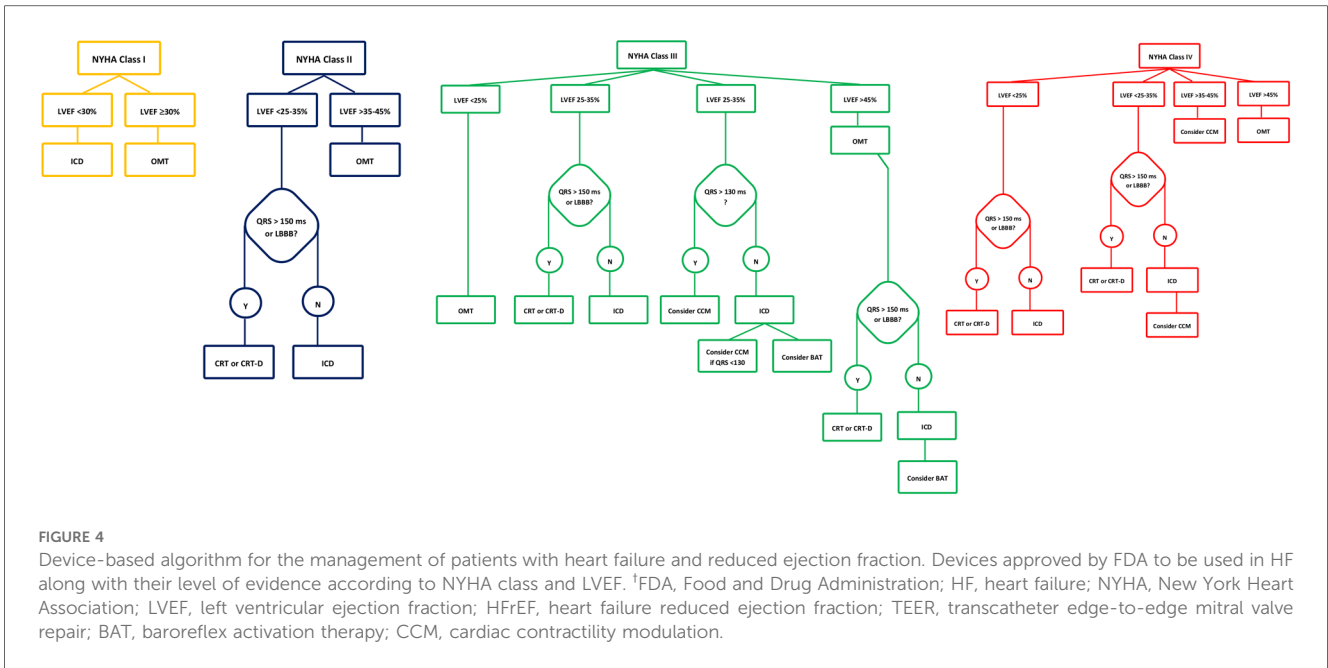 NYHA Class I
LVEF <30%
LVEF ≥30%
ICD
OMT
NYHA Class II
LVEF <25-35%
LVEF >35-45%
OMT
QRS > 150 ms
or LBBB?
Y
N
CRT or CRT-D
ICD
NYHA Class III
LVEF <25%
LVEF 25-35%
LVEF 25-35%
LVEF >45%
OMT
QRS > 150 ms
or LBBB?
QRS > 130 ms
?
Y
N
Y
N
OMT
CRT or CRT-D
ICD
Consider CCM
ICD
Consider CCM
if QRS <130
Consider BAT
QRS > 150 ms
or LBBB?
Y
N
CRT or CRT-D
ICD
Consider BAT
NYHA Class IV
LVEF <25%
LVEF <25-35%
LVEF >35-45%
LVEF >45%
Consider CCM
OMT
QRS > 150 ms
or LBBB?
QRS > 150 ms
or LBBB?
Y
N
Y
N
CRT or CRT-D
ICD
CRT or CRT-D
ICD
Consider CCM
FIGURE 4
Device-based algorithm for the management of patients with heart failure and reduced ejection fraction. Devices approved by FDA to be used in HF
along with their level of evidence according to NYHA class and LVEF. †FDA, Food and Drug Administration; HF, heart failure; NYHA, New York Heart
Association; LVEF, left ventricular ejection fraction; HFrEF, heart failure reduced ejection fraction; TEER, transcatheter edge-to-edge mitral valve
repair; BAT, baroreflex activation therapy; CCM, cardiac contractility modulation.